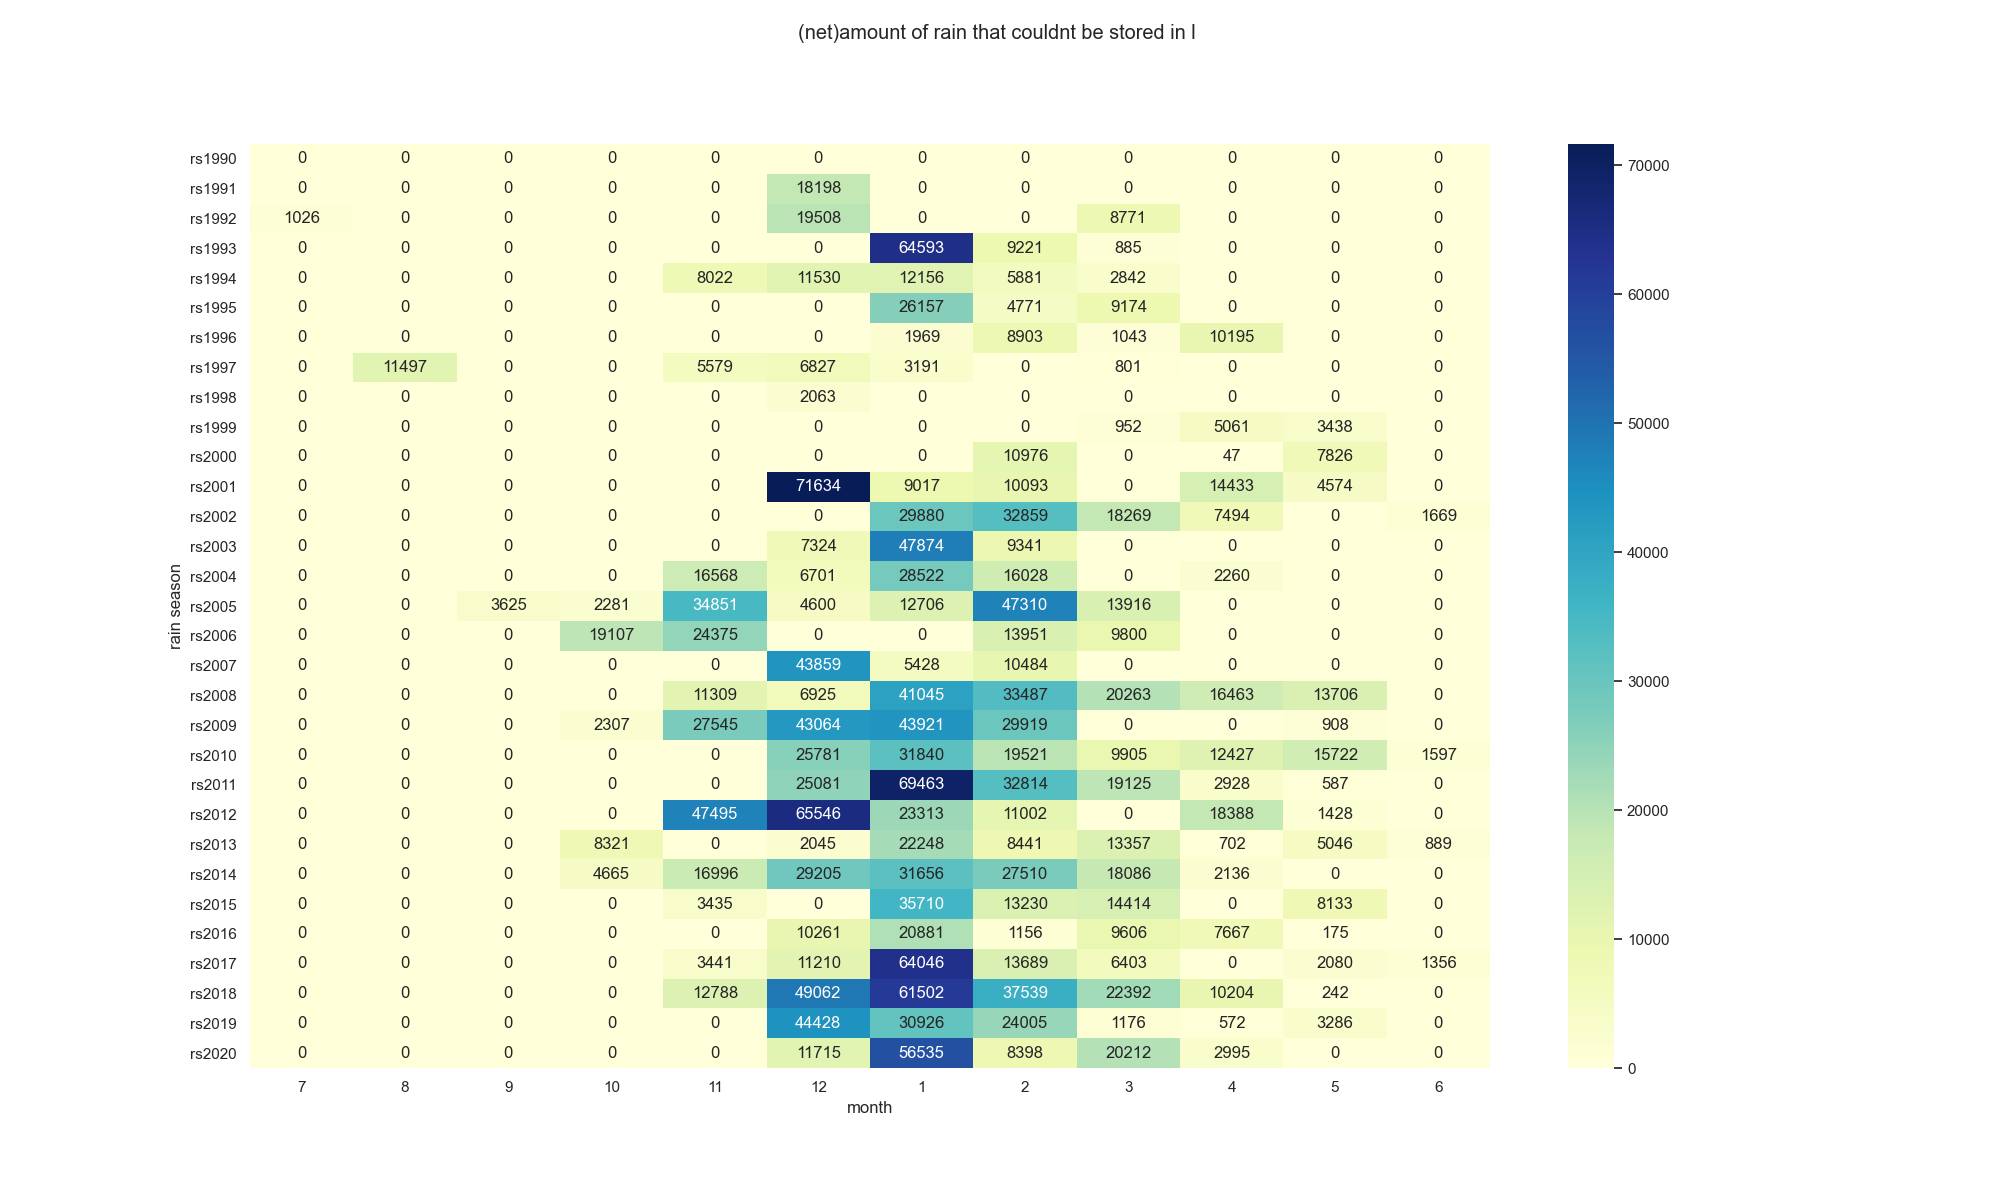 (net)amount of rain that couldnt be stored in l
rs1990 0 0 0 0 0 0 0 0 0 0 0 0
rs1991 0 0 0 0 0 18198 0 0 0 0 0 0
rs1992 1026 0 0 0 0 19508 0 0 8771 0 0 0
rs1993 0 0 0 0 0 0 64593 9221 885 0 0 0
rs1994 0 0 0 0 8022 11530 12156 5881 2842 0 0 0
rs1995 0 0 0 0 0 0 26157 4771 9174 0 0 0
rs1996 0 0 0 0 0 0 1969 8903 1043 10195 0 0
rs1997 0 11497 0 0 5579 6827 3191 0 801 0 0 0
rs1998 0 0 0 0 0 2063 0 0 0 0 0 0
rs1999 0 0 0 0 0 0 0 0 952 5061 3438 0
rs2000 0 0 0 0 0 0 0 10976 0 47 7826 0
rs2001 0 0 0 0 0 71634 9017 10093 0 14433 4574 0
rs2002 0 0 0 0 0 0 29880 32859 18269 7494 0 1669
rs2003 0 0 0 0 0 7324 47874 9341 0 0 0 0
rs2004 0 0 0 0 16568 6701 28522 16028 0 2260 0 0
rs2005 0 0 3625 2281 34851 4600 12706 47310 13916 0 0 0
rs2006 0 0 0 19107 24375 0 0 13951 9800 0 0 0
rs2007 0 0 0 0 0 43859 5428 10484 0 0 0 0
rs2008 0 0 0 0 11309 6925 41045 33487 20263 16463 13706 0
rs2009 0 0 0 2307 27545 43064 43921 29919 0 0 908 0
rs2010 0 0 0 0 0 25781 31840 19521 9905 12427 15722 1597
rs2011 0 0 0 0 0 25081 69463 32814 19125 2928 587 0
rs2012 0 0 0 0 47495 65546 23313 11002 0 18388 1428 0
rs2013 0 0 0 8321 0 2045 22248 8441 13357 702 5046 889
rs2014 0 0 0 4665 16996 29205 31656 27510 18086 2136 0 0
rs2015 0 0 0 0 3435 0 35710 13230 14414 0 8133 0
rs2016 0 0 0 0 0 10261 20881 1156 9606 7667 175 0
rs2017 0 0 0 0 3441 11210 64046 13689 6403 0 2080 1356
rs2018 0 0 0 0 12788 49062 61502 37539 22392 10204 242 0
rs2019 0 0 0 0 0 44428 30926 24005 1176 572 3286 0
rs2020 0 0 0 0 0 11715 56535 8398 20212 2995 0 0
7 8 9 10 11 12 1 2 3 4 5 6
month
rain season
70000
60000
50000
40000
30000
20000
10000
0